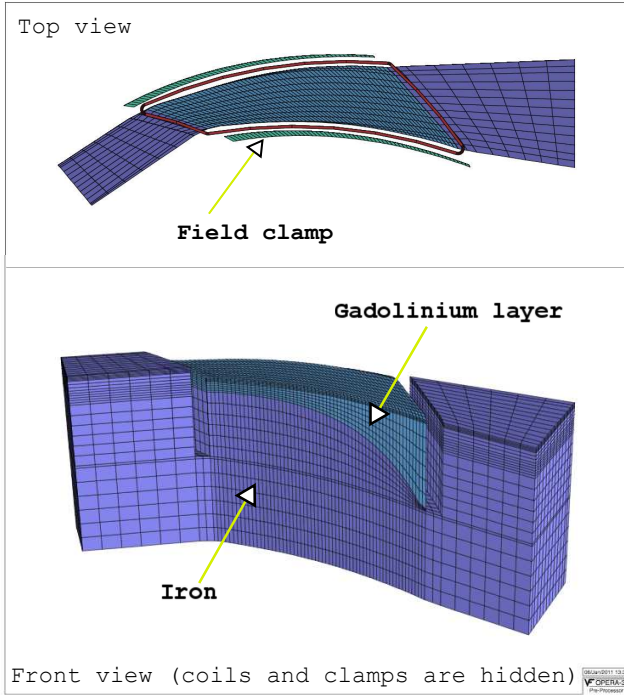 Top view
Field clamp
Gadolinium layer
Iron
Front view (coils and clamps are hidden)
OPERA-3
Pre-Processor